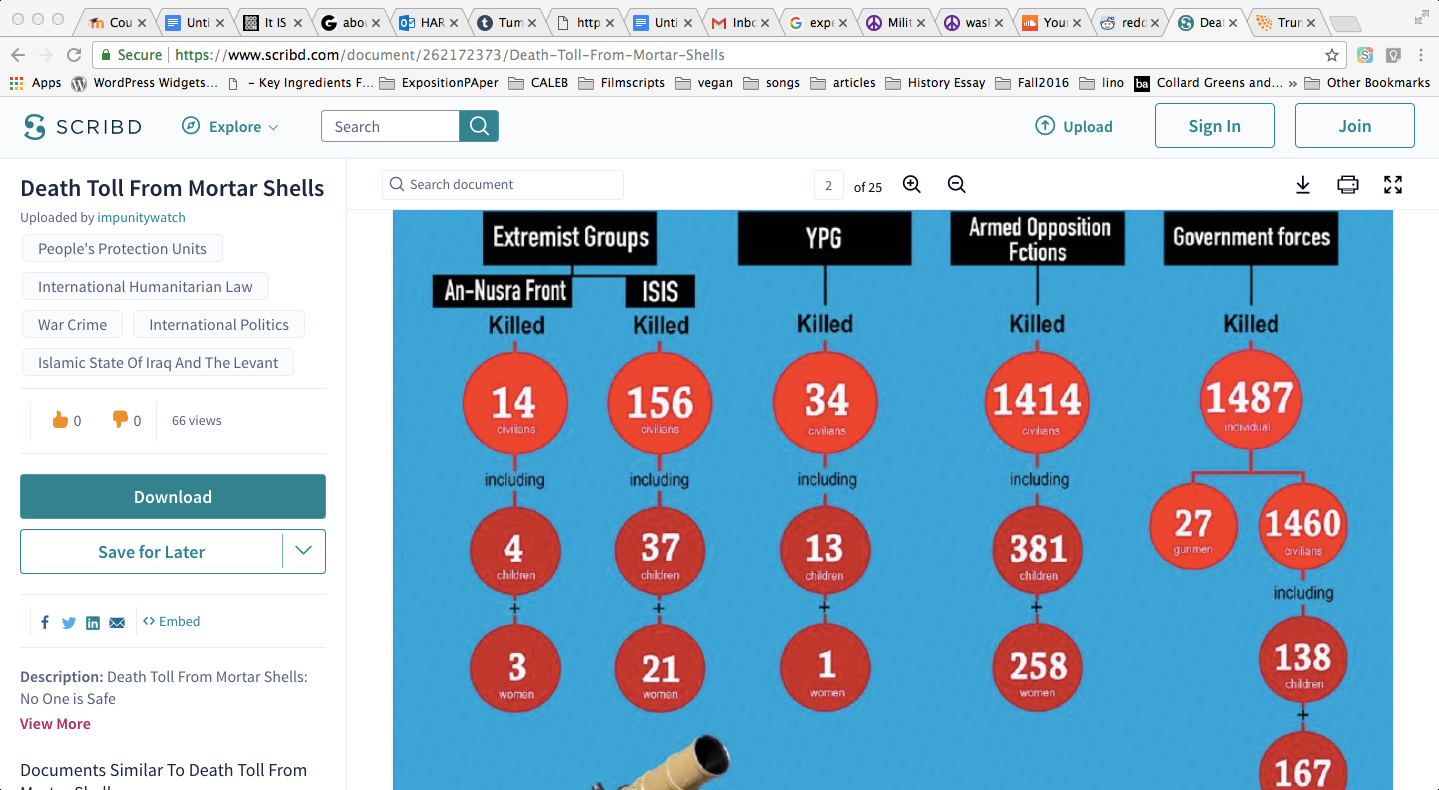 Cou
Unti
It IS
abo
HAR
Tum
http
Unti
Inbo
expe
Milit
was
You
redd
Deat
Trun
Secure
https://www.scribd.com/document/262172373/Death-Toll-From-Mortar-Shells
Apps
WordPress Widgets...
– Key Ingredients F...
ExpositionPAper
CALEB
Filmscripts
vegan
songs
articles
History Essay
Fall2016
lino
ba
Collard Greens and...
»
Other Bookmarks
SCRIBD
Explore
Search
Upload
Sign In
Join
Death Toll From Mortar Shells
Uploaded by impunitywatch
People's Protection Units
International Humanitarian Law
War Crime
International Politics
Islamic State Of Iraq And The Levant
0
0
66 views
Download
Save for Later
Embed
Description: Death Toll From Mortar Shells:
No One is Safe
View More
Documents Similar To Death Toll From
Search document
2 of 25
Extremist Groups
An-Nusra Front
Killed
14
civilians
including
4
children
+
3
women
ISIS
Killed
156
civilians
including
37
children
+
21
women
YPG
Killed
34
civilians
including
13
children
+
1
women
Armed Opposition
Fctions
Killed
1414
civilians
including
381
children
+
258
women
Government forces
Killed
1487
individual
27
gunmen
1460
civilians
including
138
children
+
167